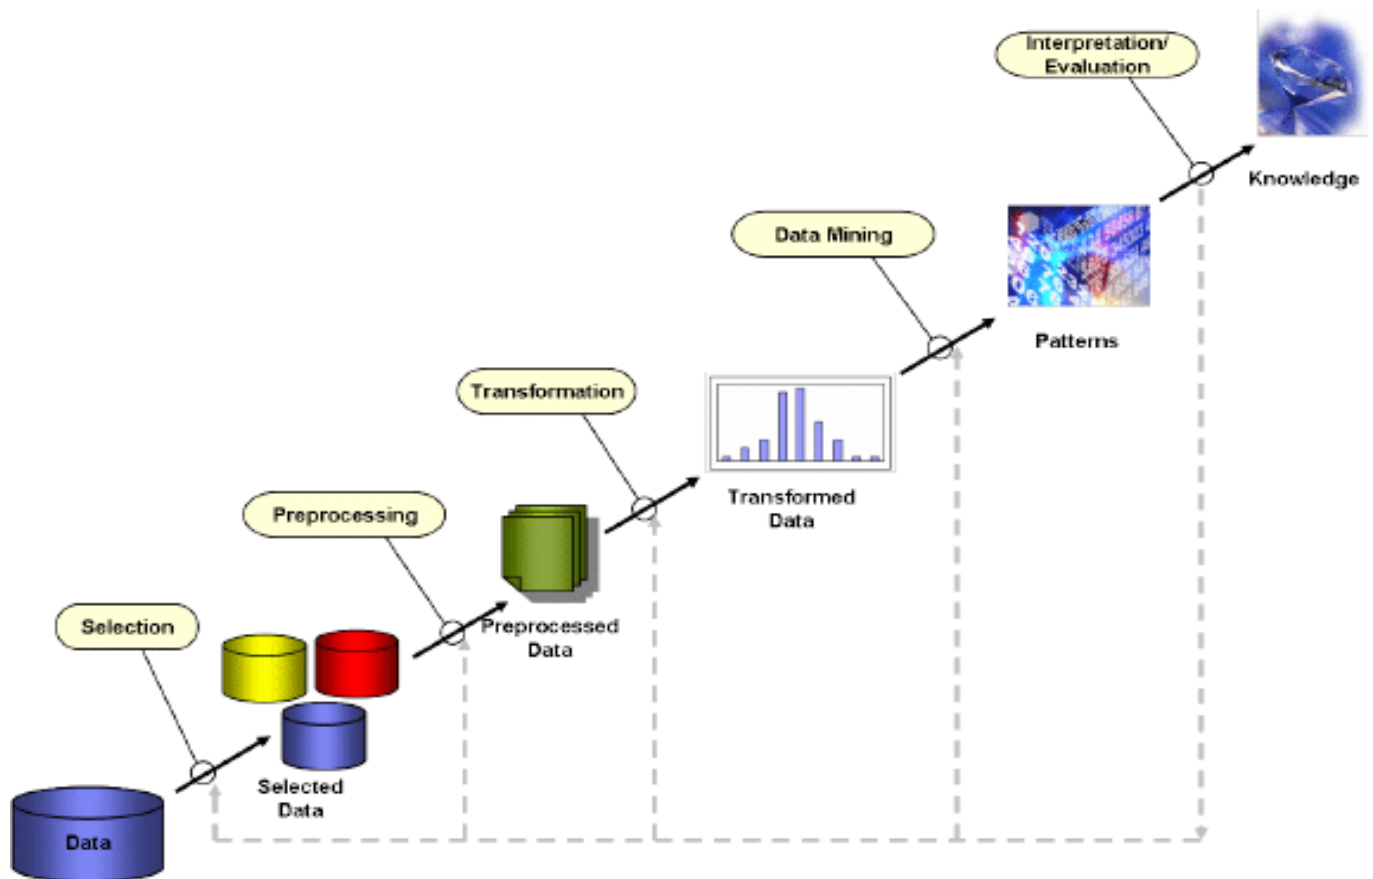 Interpretation/
Evaluation
Knowledge
Data Mining
Patterns
Transformation
Transformed
Data
Preprocessing
Preprocessed
Data
Selection
Selected
Data
Data